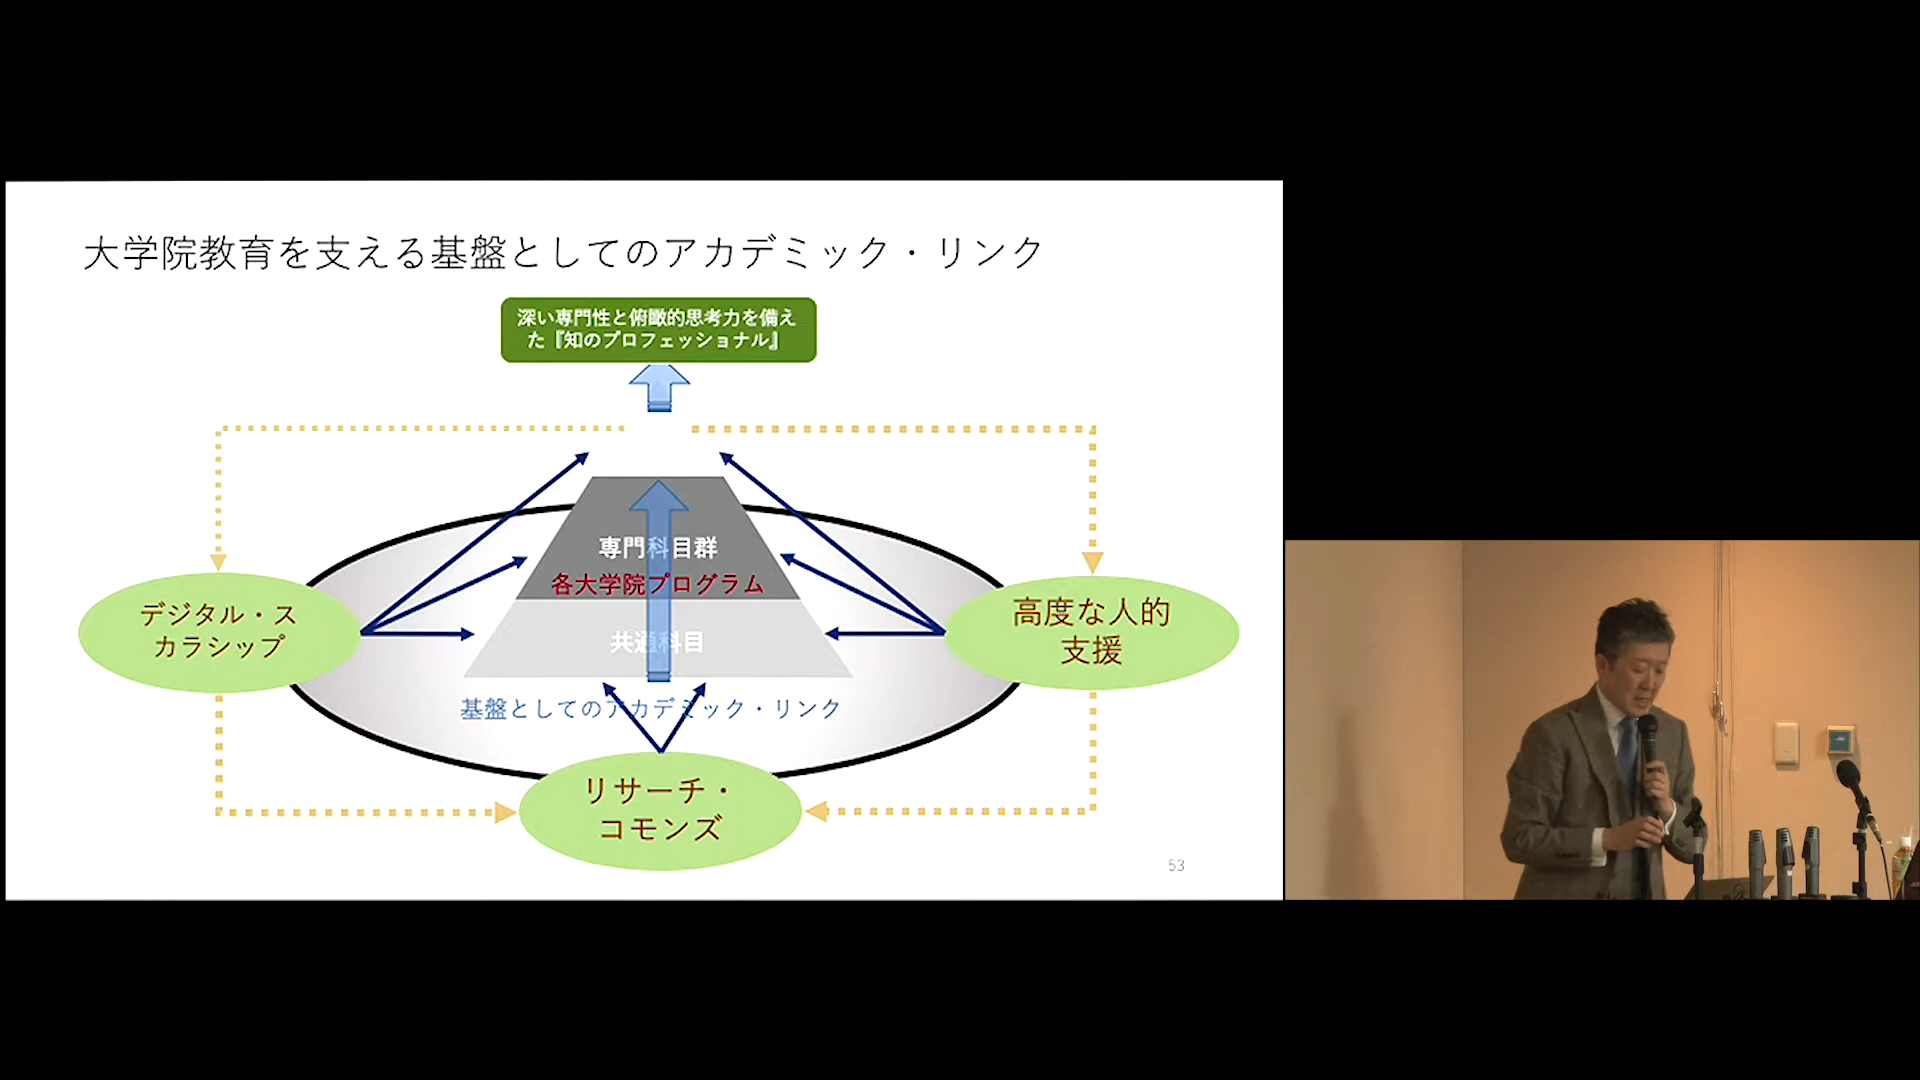 大学院教育を支える基盤としてのアカデミック・リンク
深い専門性と俯瞰的思考力を備え
た『知のプロフェッショナル』
専門科目群
各大学院プログラム
共通科目
デジタル・ス
カラシップ
高度な人的
支援
基盤としてのアカデミック・リンク
リサーチ・
コモンズ
53